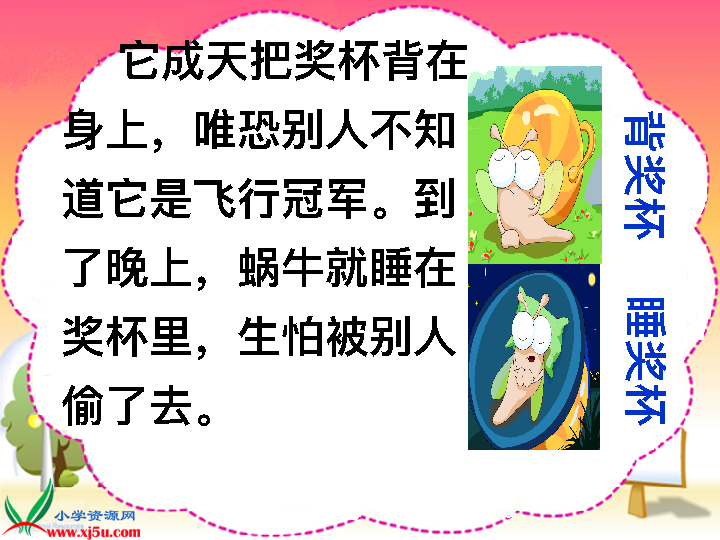 它成天把奖杯背在
身上，唯恐别人不知
道它是飞行冠军。到
了晚上，蜗牛就睡在
奖杯里，生怕被别人
偷了去。
背奖杯
睡奖杯
小学资源网
www.xj5u.com